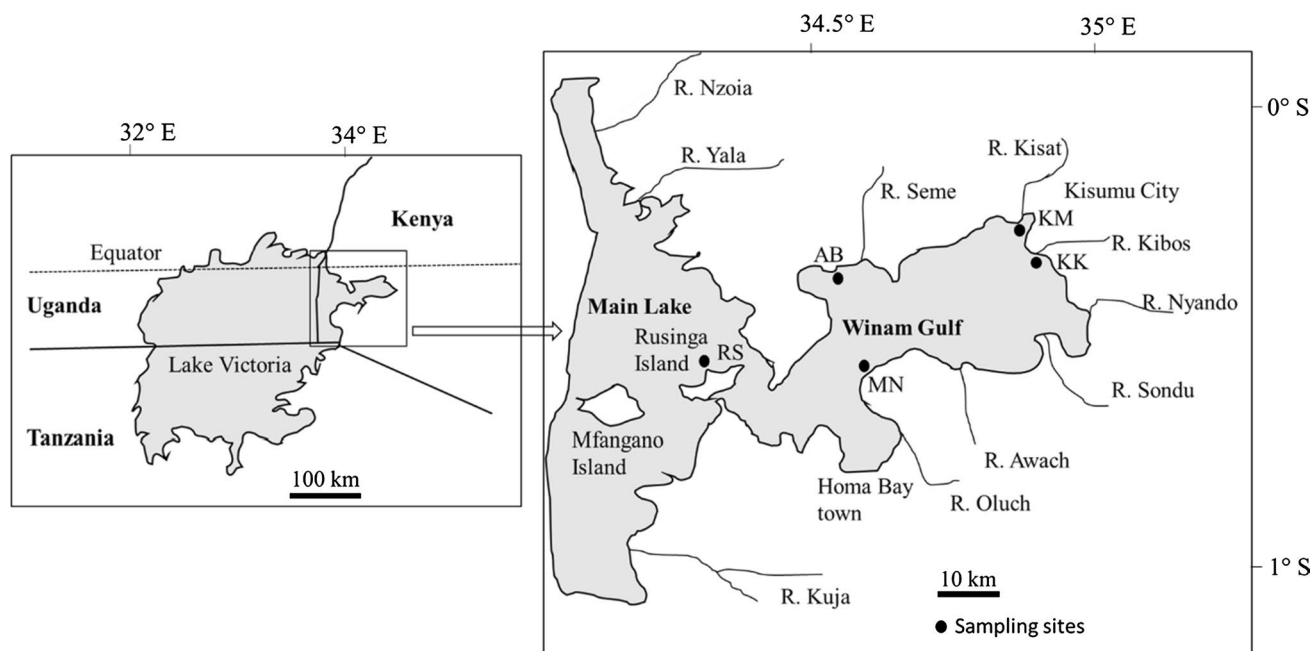 32° E
34° E
Kenya
Equator
Uganda
Lake Victoria
Tanzania
100 km
34.5° E
35° E
0° S
R. Nzoia
R. Yala
R. Seme
R. Kisat
Kisumu City
KM
R. Kibos
AB
KK
R. Nyando
Main Lake
Winam Gulf
Rusinga
Island
RS
MN
R. Sondu
Mfangano
Island
R. Awach
Homa Bay
town
R. Oluch
1° S
10 km
R. Kuja
Sampling sites